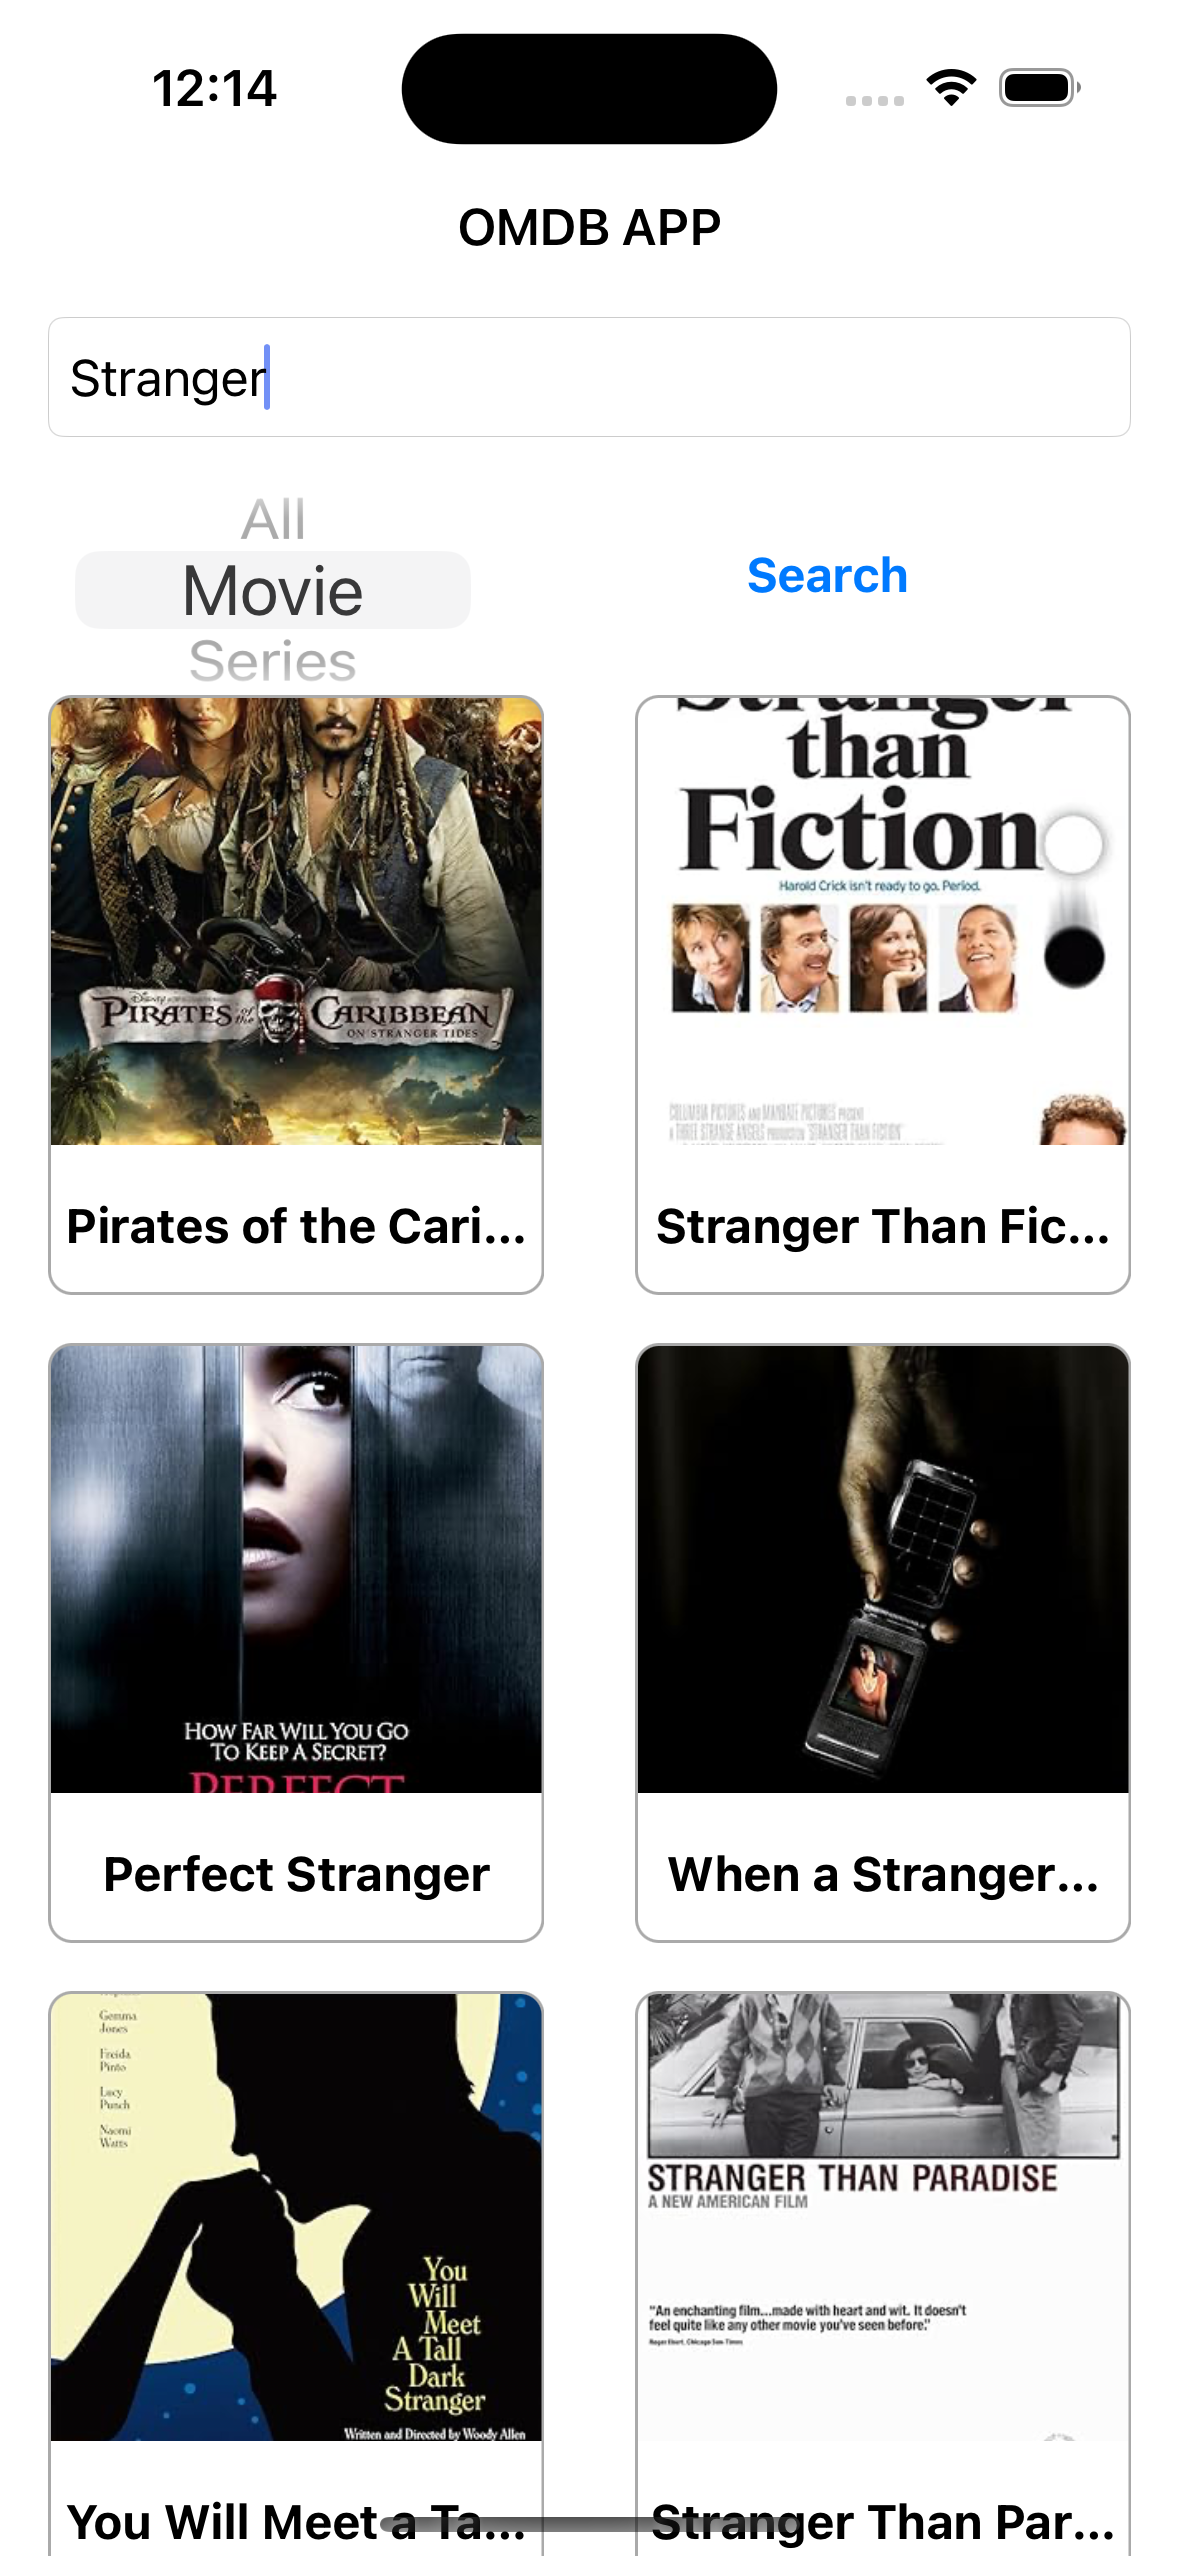 12:14
OMDB APP
Stranger
All
Movie
Search
Series
Disney
PIRATES of the CARIBBEAN
ON STRANGER TIDES
Pirates of the Cari...
Stranger
than
Fiction
Harold Crick isn't ready to go. Period.
COLUMBIA PICTURES AND MANDATE PICTURES PRESENT
A THREE STRANGE ANGELS PRODUCTION "STRANGER THAN FICTION"
Stranger Than Fic...
HOW FAR WILL YOU GO
TO KEEP A SECRET?
PERFECT
Perfect Stranger
When a Stranger...
Gemma
Jones
Freida
Pinto
Lucy
Punch
Naomi
Watts
You
Will
Meet
A Tall
Dark
Stranger
Written and Directed by Woody Allen
You Will Meet a Ta...
STRANGER THAN PARADISE
A NEW AMERICAN FILM
"An enchanting film...made with heart and wit. It doesn't
feel quite like any other movie you've seen before."
Roger Ebert, Chicago Sun-Times
Stranger Than Par...